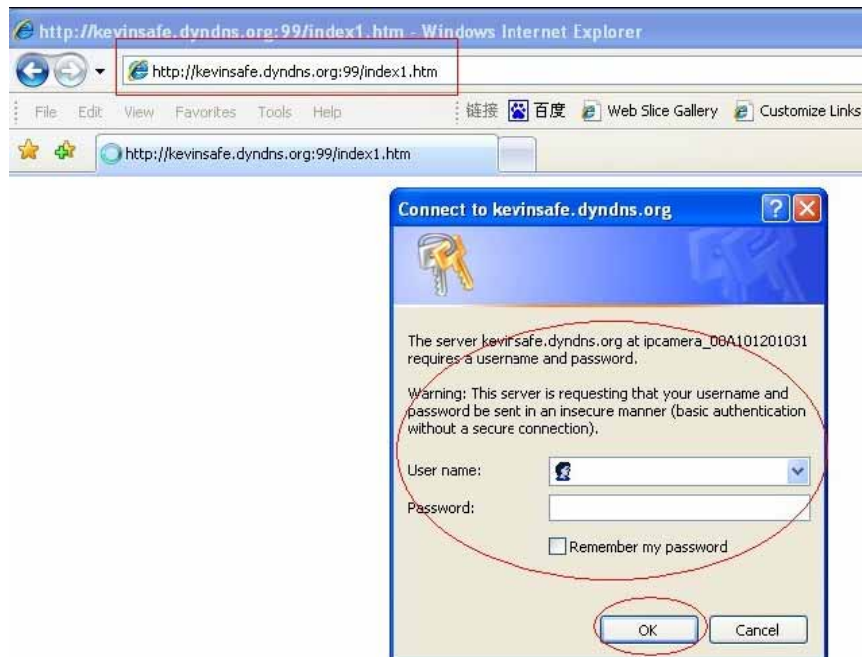 http://kevinsafe.dyndns.org:99/index1.htm - Windows Internet Explorer
http://kevinsafe.dyndns.org:99/index1.htm
File Edit View Favorites Tools Help 链接 百度 Web Slice Gallery Customize Links
http://kevinsafe.dyndns.org:99/index1.htm
Connect to kevinsafe.dyndns.org
The server kevinsafe.dyndns.org at ipcamera_00A101201031
requires a username and password.
Warning: This server is requesting that your username and
password be sent in an insecure manner (basic authentication
without a secure connection).
User name:
Password:
Remember my password
OK Cancel